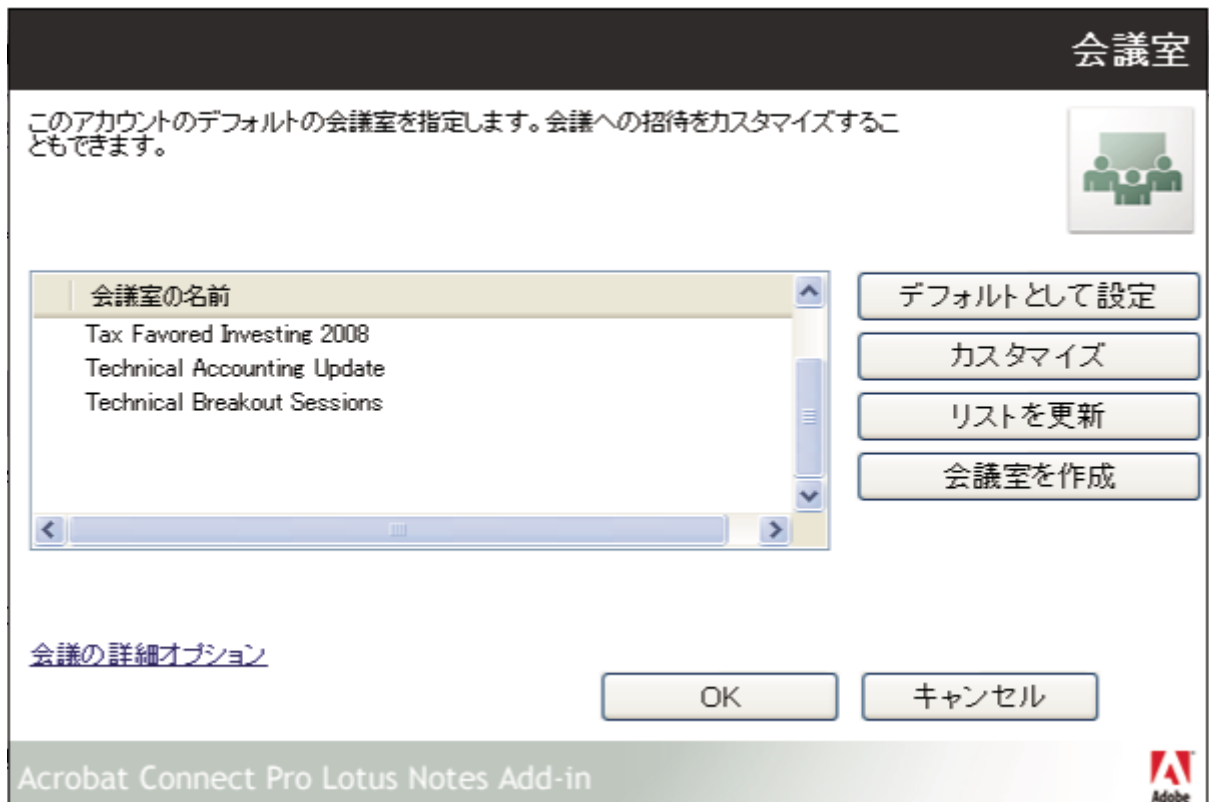 会議室
このアカウントのデフォルトの会議室を指定します。会議への招待をカスタマイズするこ
ともできます。
会議室の名前
Tax Favored Investing 2008
Technical Accounting Update
Technical Breakout Sessions
デフォルトとして設定
カスタマイズ
リストを更新
会議室を作成
会議の詳細オプション
OK
キャンセル
Acrobat Connect Pro Lotus Notes Add-in
Adobe